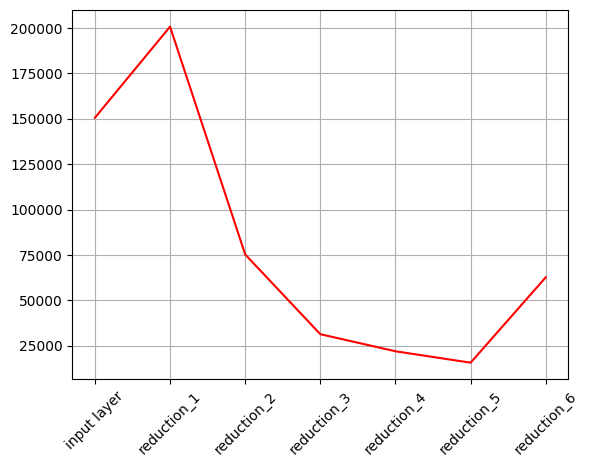 200000
175000
150000
125000
100000
75000
50000
25000
input layer
reduction_1
reduction_2
reduction_3
reduction_4
reduction_5
reduction_6